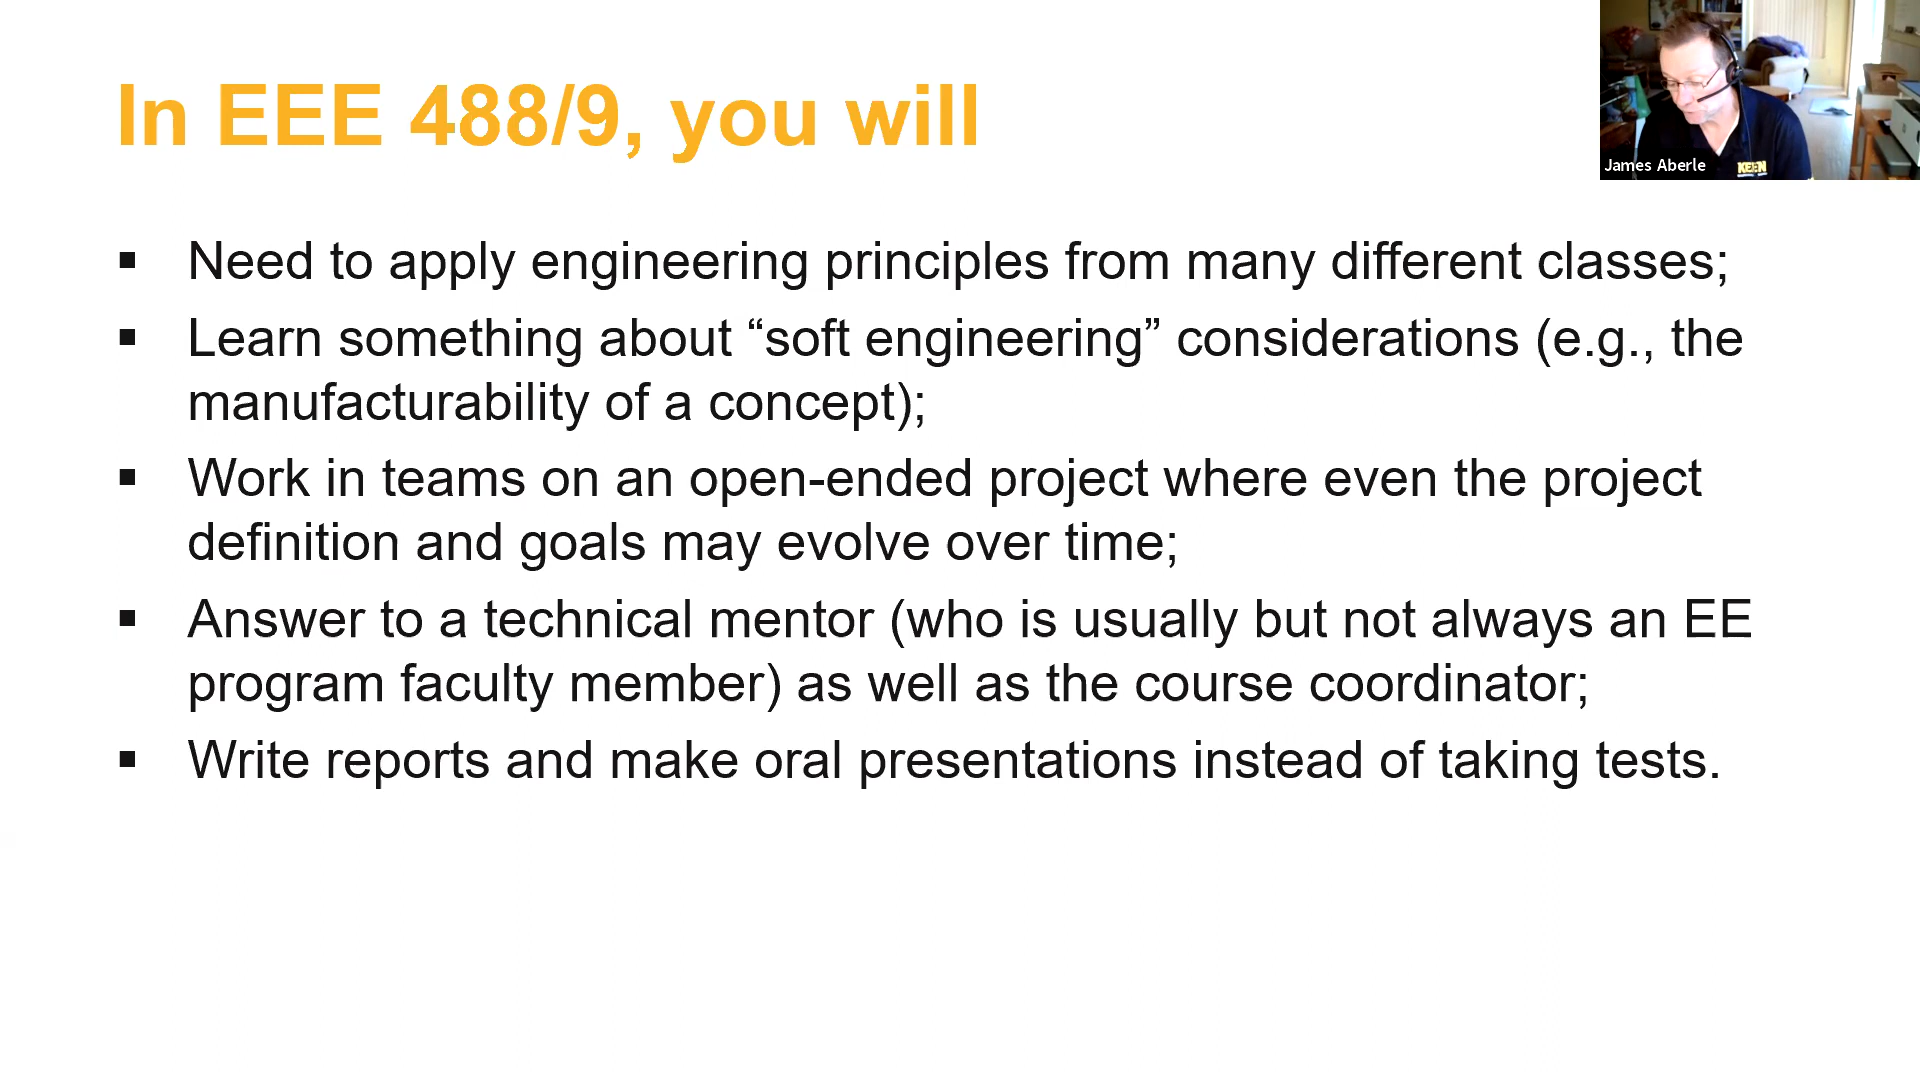 In EEE 488/9, you will
James Aberle
KEEN
▪ Need to apply engineering principles from many different classes;
▪ Learn something about “soft engineering” considerations (e.g., the
manufacturability of a concept);
▪ Work in teams on an open-ended project where even the project
definition and goals may evolve over time;
▪ Answer to a technical mentor (who is usually but not always an EE
program faculty member) as well as the course coordinator;
▪ Write reports and make oral presentations instead of taking tests.